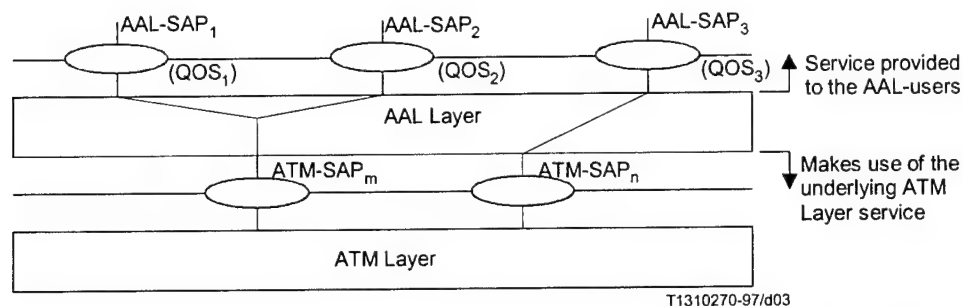 AAL-SAP₁
AAL-SAP₂
AAL-SAP₃
(QOS₁)
(QOS₂)
(QOS₃)
Service provided
to the AAL-users
AAL Layer
ATM-SAPₘ
ATM-SAPₙ
Makes use of the
underlying ATM
Layer service
ATM Layer
T1310270-97/d03